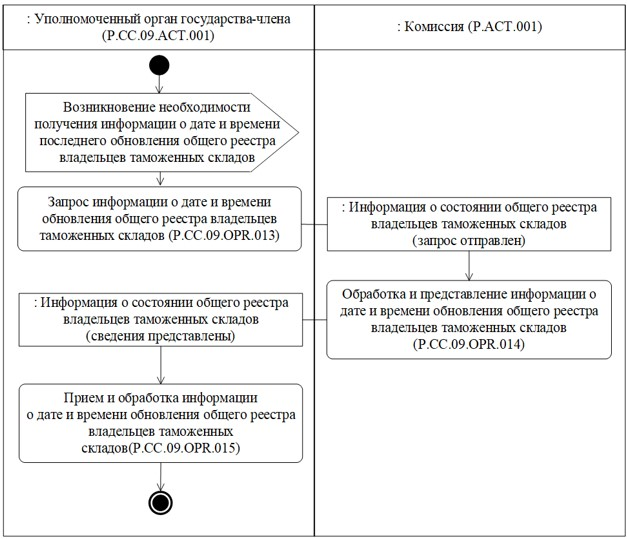 : Уполномоченный орган государства-члена
(P.CC.09.ACT.001)
: Комиссия (P.ACT.001)
Возникновение необходимости
получения информации о дате и времени
последнего обновления общего реестра
владельцев таможенных складов
Запрос информации о дате и времени
обновления общего реестра владельцев
таможенных складов (P.CC.09.OPR.013)
: Информация о состоянии общего реестра
владельцев таможенных складов
(запрос отправлен)
Обработка и представление информации о
дате и времени обновления общего реестра
владельцев таможенных складов
(P.CC.09.OPR.014)
: Информация о состоянии общего реестра
владельцев таможенных складов
(сведения представлены)
Прием и обработка информации
о дате и времени обновления общего реестра
владельцев таможенных
складов(P.CC.09.OPR.015)